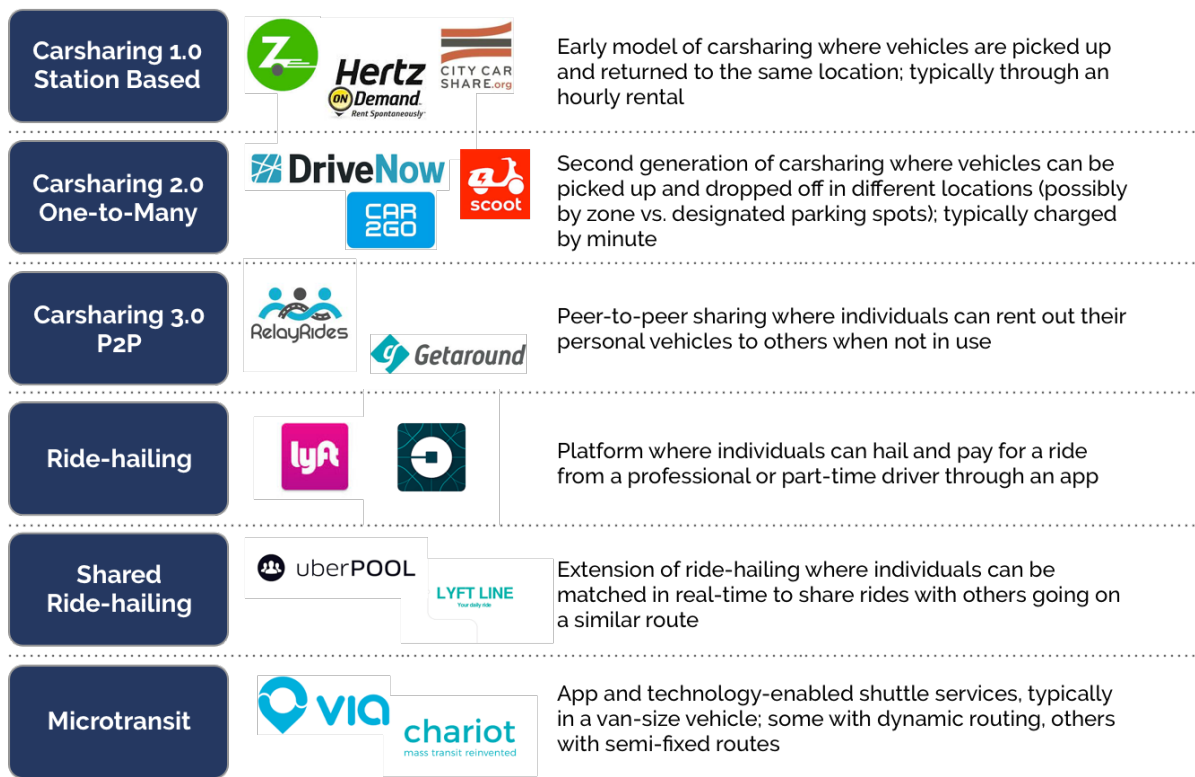 Carsharing 1.0
Station Based
Z
Hertz
ON Demand™
Rent Spontaneously™
CITY CAR
SHARE.org
Early model of carsharing where vehicles are picked up
and returned to the same location; typically through an
hourly rental
Carsharing 2.0
One-to-Many
DriveNow
CAR
2GO
scoot
Second generation of carsharing where vehicles can be
picked up and dropped off in different locations (possibly
by zone vs. designated parking spots); typically charged
by minute
Carsharing 3.0
P2P
RelayRides
Getaround
Peer-to-peer sharing where individuals can rent out their
personal vehicles to others when not in use
Ride-hailing
lyft
Platform where individuals can hail and pay for a ride
from a professional or part-time driver through an app
Shared
Ride-hailing
uberPOOL
LYFT LINE
Your daily ride
Extension of ride-hailing where individuals can be
matched in real-time to share rides with others going on
a similar route
Microtransit
via
chariot
mass transit reinvented
App and technology-enabled shuttle services, typically
in a van-size vehicle; some with dynamic routing, others
with semi-fixed routes